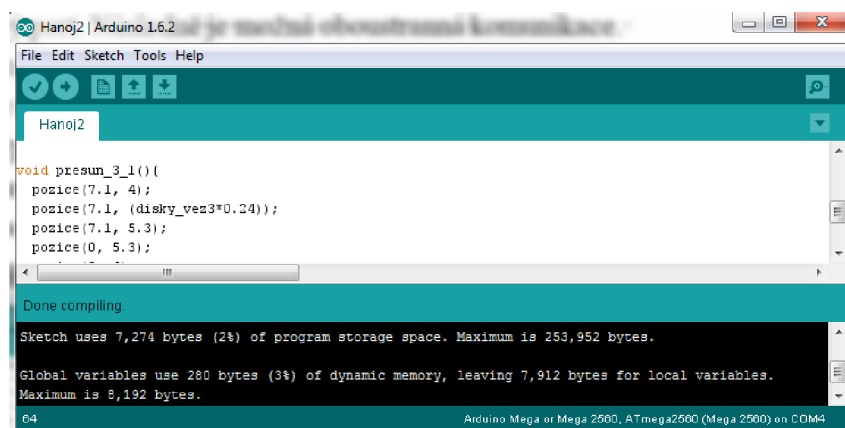 Hanoj2 | Arduino 1.6.2
je možná oboustranná komunikace.
File Edit Sketch Tools Help
Hanoj2
void presun_3_1(){
pozice(7.1, 4);
pozice(7.1, (disky_vez3*0.24));
pozice(7.1, 5.3);
pozice(0, 5.3);
Done compiling.
Sketch uses 7,274 bytes (2%) of program storage space. Maximum is 253,952 bytes.
Global variables use 280 bytes (3%) of dynamic memory, leaving 7,912 bytes for local variables.
Maximum is 8,192 bytes.
64
Arduino Mega or Mega 2560, ATmega2560 (Mega 2560) on COM4